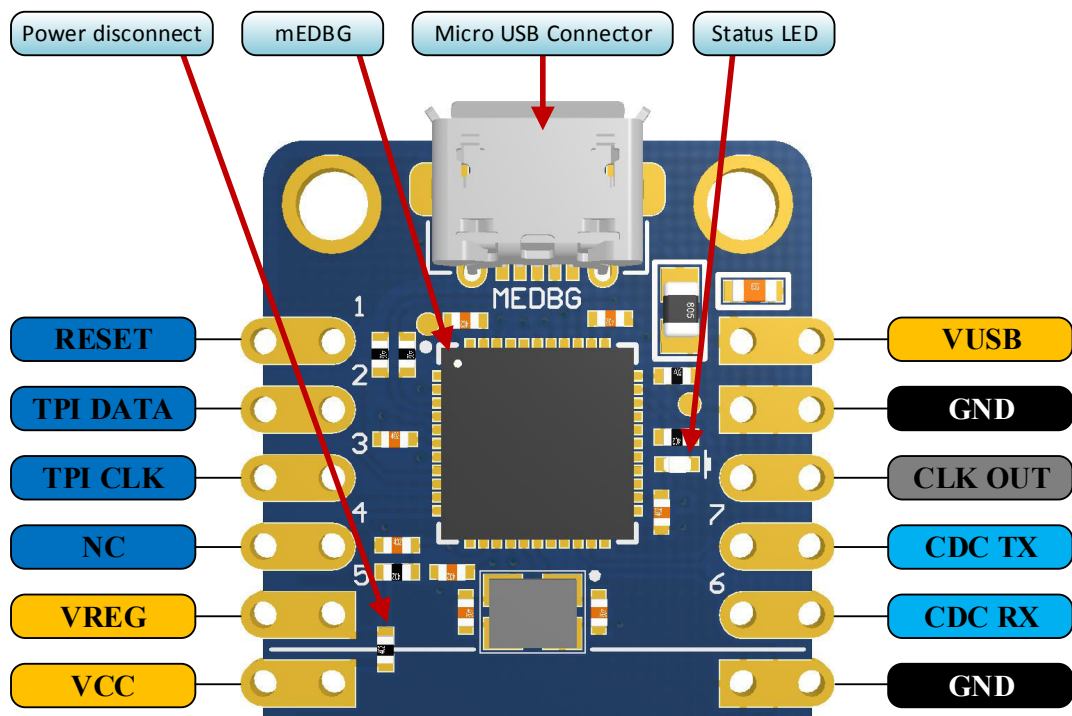 Power disconnect
mEDBG
Micro USB Connector
Status LED
MEDBG
1
RESET
VUSB
2
TPI DATA
GND
3
TPI CLK
CLK OUT
4
7
NC
CDC TX
5
6
VREG
CDC RX
VCC
GND